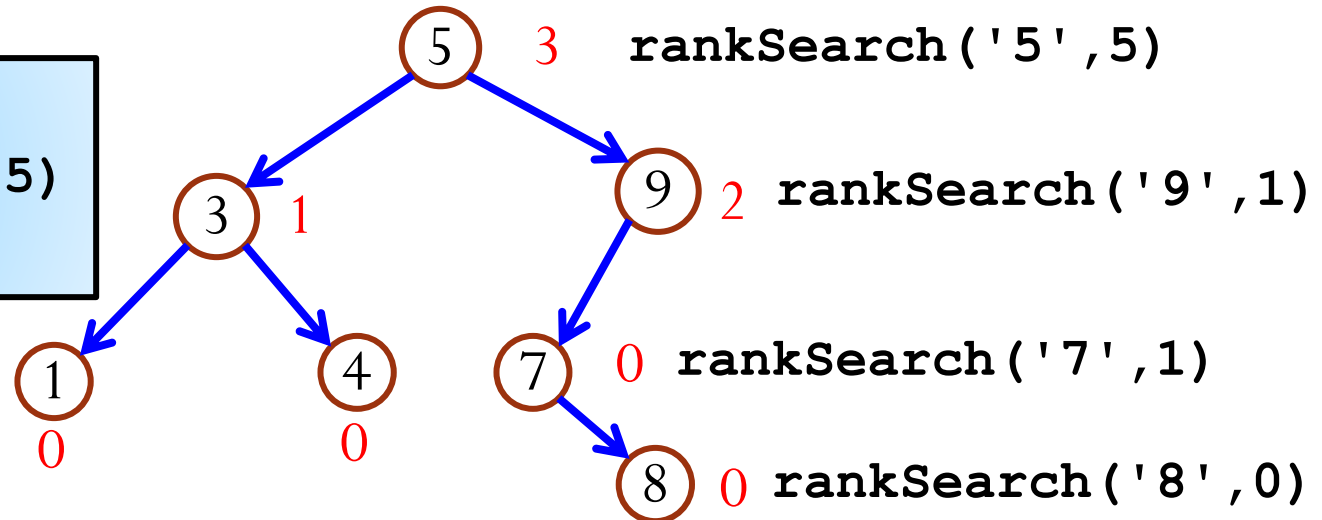 5 3 rankSearch('5',5)
5)
3 1
9 2 rankSearch('9',1)
1
0
4
0
7 0 rankSearch('7',1)
8 0 rankSearch('8',0)